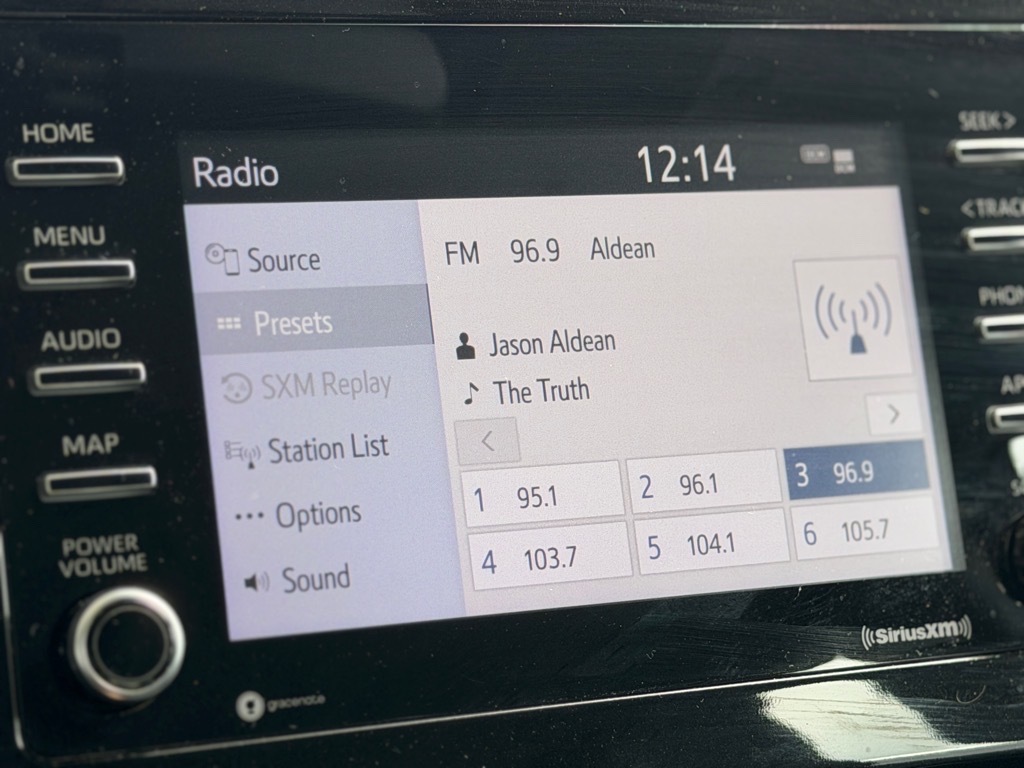 HOME
MENU
AUDIO
MAP
POWER
VOLUME
Radio
12:14
Source
Presets
SXM Replay
Station List
Options
Sound
FM 96.9 Aldean
Jason Aldean
The Truth
1 95.1
2 96.1
3 96.9
4 103.7
5 104.1
6 105.7
SEEK >
< TRACK
gracenote
SiriusXM